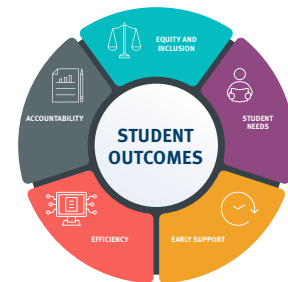 EQUITY AND
INCLUSION
STUDENT
NEEDS
EARLY SUPPORT
EFFICIENCY
ACCOUNTABILITY
STUDENT
OUTCOMES